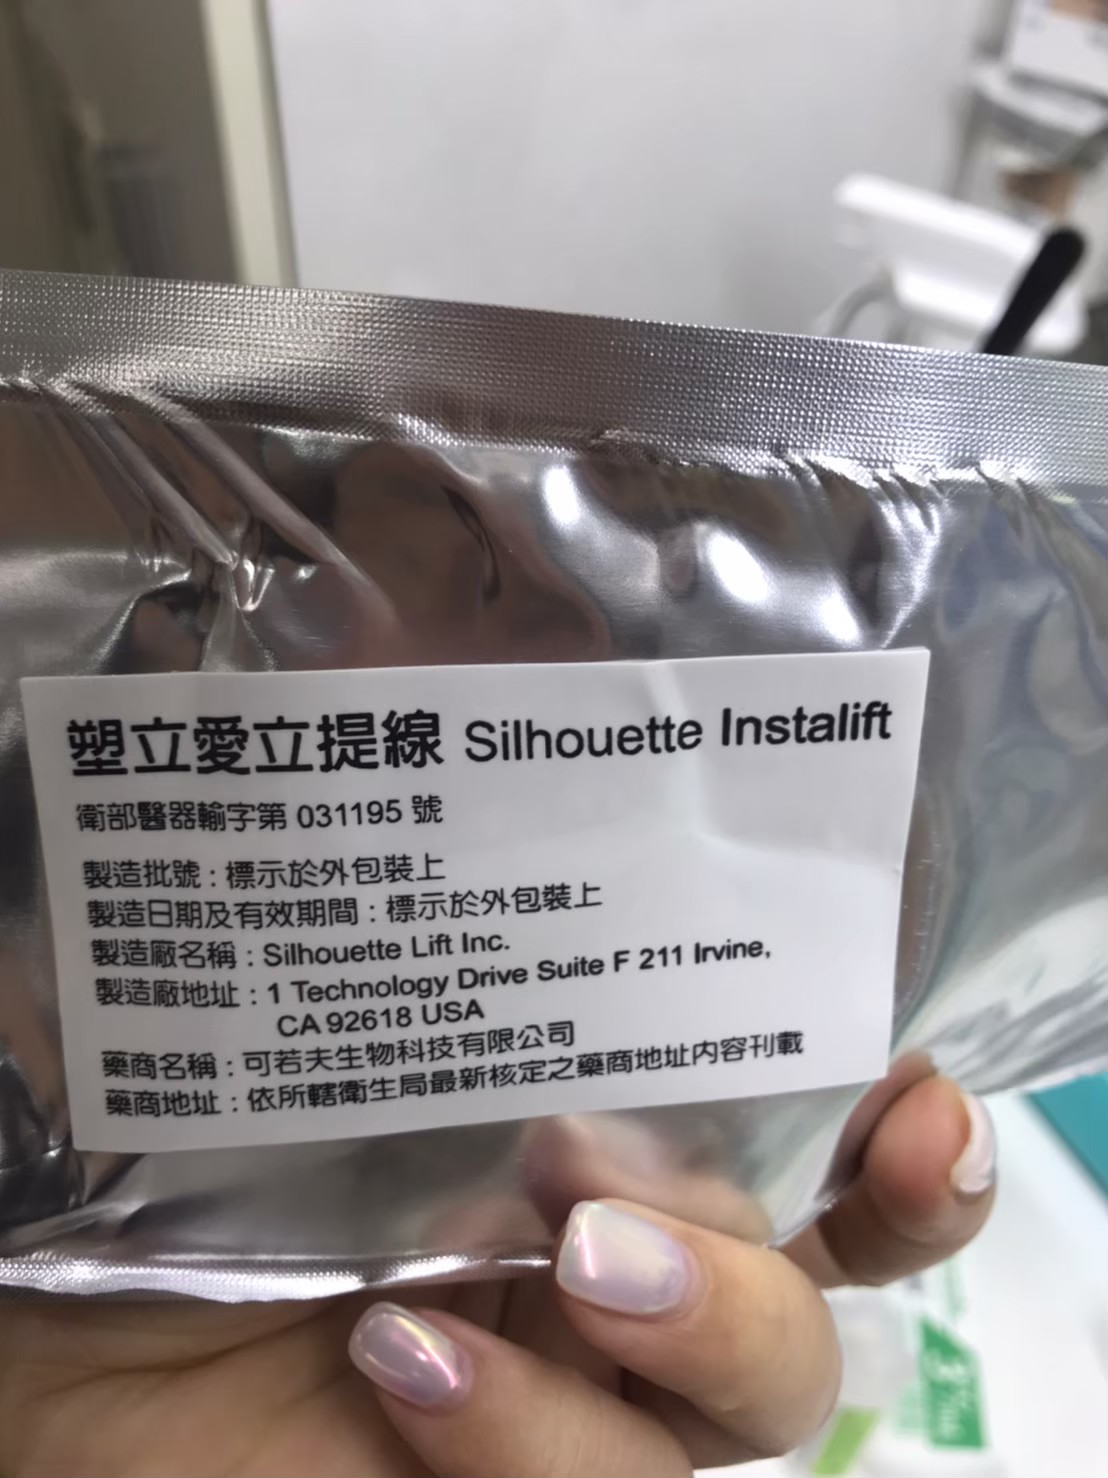 塑立愛立提線 Silhouette Instalift
衛部醫器輸字第 031195 號
製造批號 : 標示於外包裝上
製造日期及有效期間 : 標示於外包裝上
製造廠名稱 : Silhouette Lift Inc.
製造廠地址 : 1 Technology Drive Suite F 211 Irvine,
CA 92618 USA
藥商名稱 : 可若夫生物科技有限公司
藥商地址 : 依所轄衛生局最新核定之藥商地址內容刊載